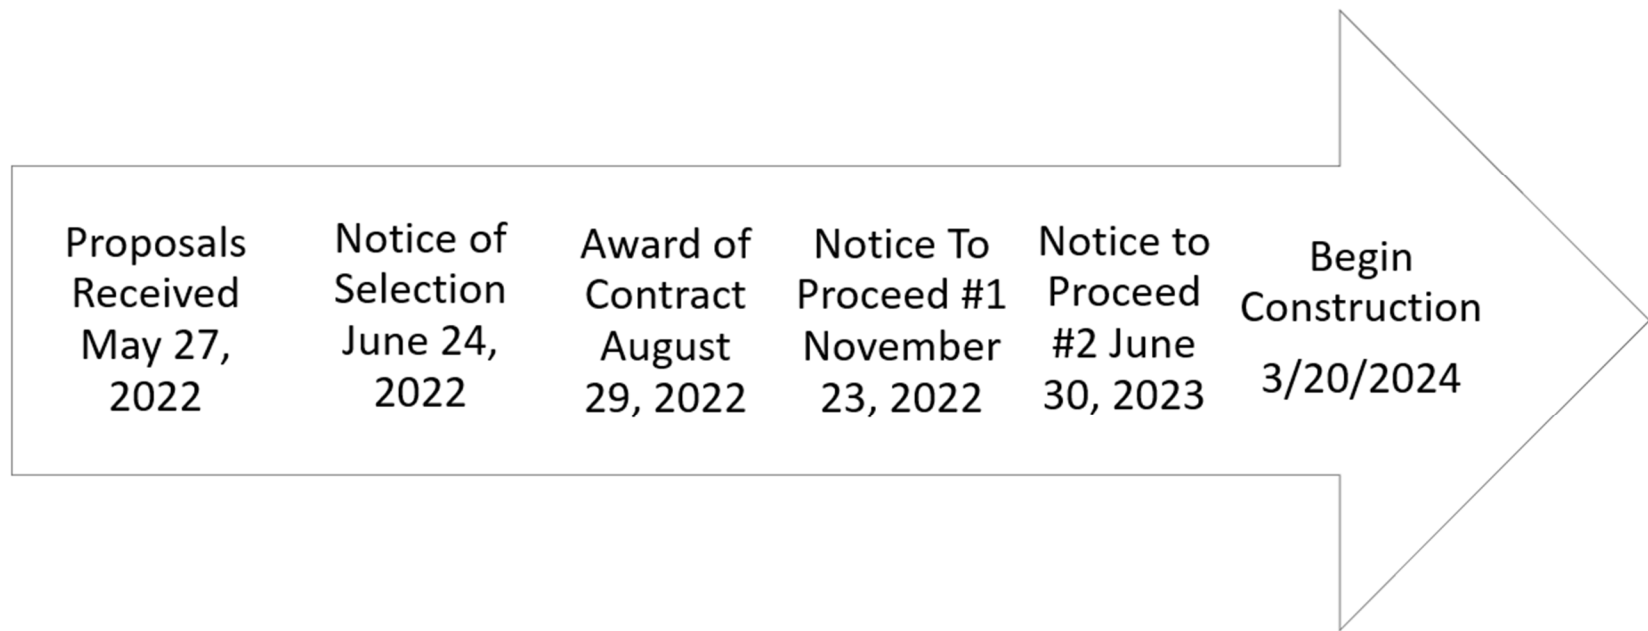 Proposals
Received
May 27,
2022
Notice of
Selection
June 24,
2022
Award of
Contract
August
29, 2022
Notice To
Proceed #1
November
23, 2022
Notice to
Proceed
#2 June
30, 2023
Begin
Construction
3/20/2024